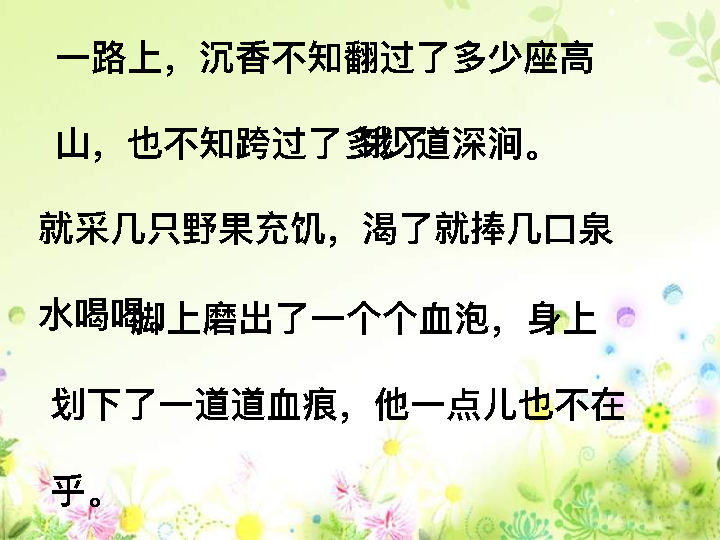 一路上，沉香不知翻过了多少座高
山，也不知跨过了多少道深涧。饿了
就采几只野果充饥，渴了就捧几口泉
水喝喝。脚上磨出了一个个血泡，身上
划下了一道道血痕，他一点儿也不在
乎。